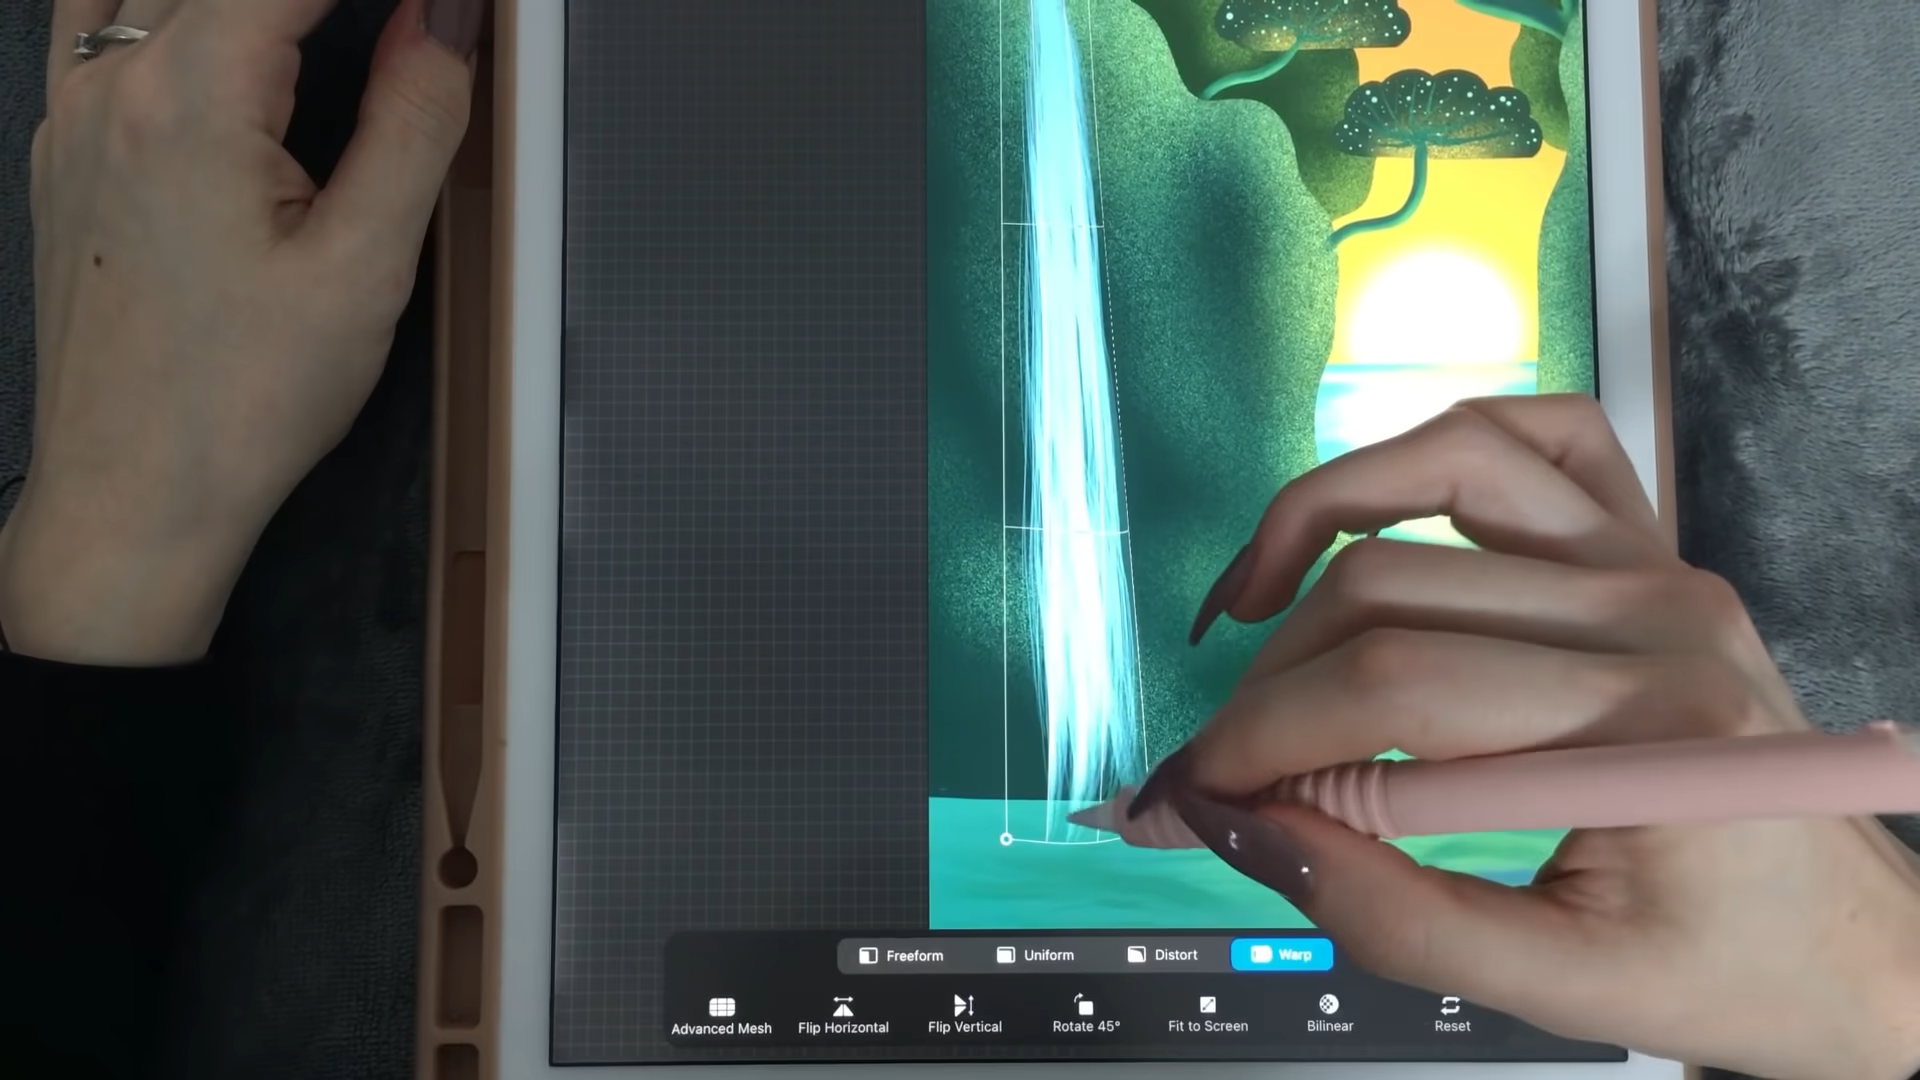 Freeform Uniform Distort Warp
Advanced Mesh Flip Horizontal Flip Vertical Rotate 45° Fit to Screen Bilinear Reset